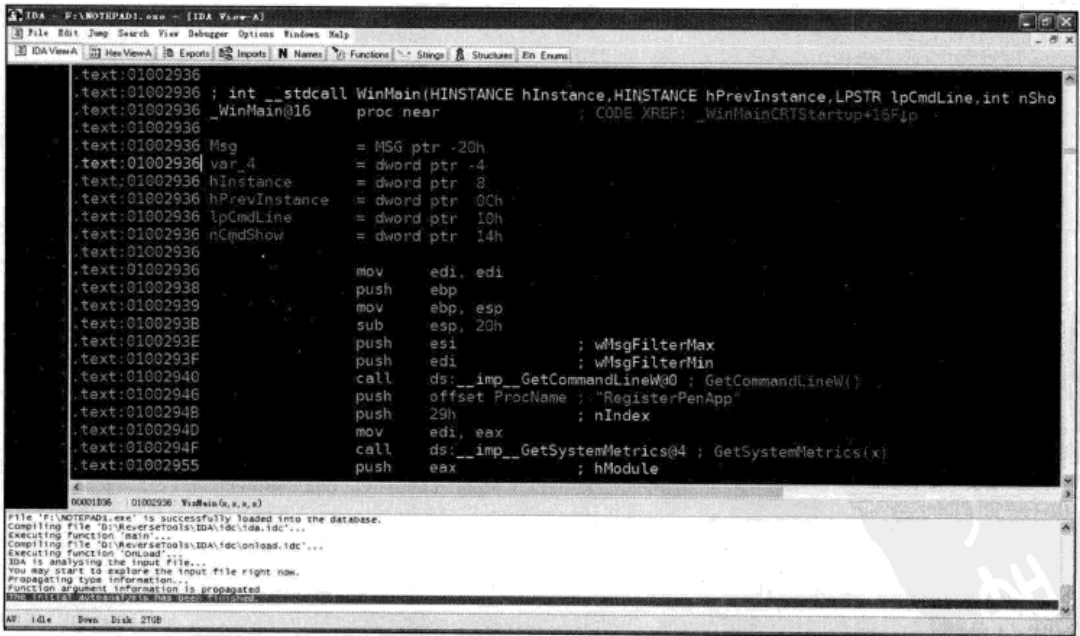 IDA - F:\NOTEPAD1.exe - [IDA View-A]
File Edit Jump Search View Debugger Options Windows Help
IDA View-A Hex View-A Exports Imports N Names Functions Strings Structures En Enums
.text:01002936
.text:01002936 ; int __stdcall WinMain(HINSTANCE hInstance,HINSTANCE hPrevInstance,LPSTR lpCmdLine,int nSho
.text:01002936 _WinMain@16 proc near ; CODE XREF: _WinMainCRTStartup+16F↓p
.text:01002936
.text:01002936 Msg = MSG ptr -20h
.text:01002936 var_4 = dword ptr -4
.text:01002936 hInstance = dword ptr 8
.text:01002936 hPrevInstance = dword ptr 0Ch
.text:01002936 lpCmdLine = dword ptr 10h
.text:01002936 nCmdShow = dword ptr 14h
.text:01002936
.text:01002936 mov edi, edi
.text:01002938 push ebp
.text:01002939 mov ebp, esp
.text:0100293B sub esp, 20h
.text:0100293E push esi ; wMsgFilterMax
.text:0100293F push edi ; wMsgFilterMin
.text:01002940 call ds:__imp__GetCommandLineW@0 ; GetCommandLineW()
.text:01002946 push offset ProcName ; "RegisterPenApp"
.text:0100294B push 29h ; nIndex
.text:0100294D mov edi, eax
.text:0100294F call ds:__imp__GetSystemMetrics@4 ; GetSystemMetrics(x)
.text:01002955 push eax ; hModule
00001D36 01002936: WinMain(x,x,x,x)
File 'F:\NOTEPAD1.exe' is successfully loaded into the database.
Compiling file 'D:\ReverseTools\IDA\idc\ida.idc'...
Executing function 'main'...
Compiling file 'D:\ReverseTools\IDA\idc\onload.idc'...
Executing function 'OnLoad'...
IDA is analysing the input file...
You may start to explore the input file right now.
Propagating type information...
Function argument information is propagated
The initial autoanalysis has been finished.
AU: idle Down Disk: 27GB